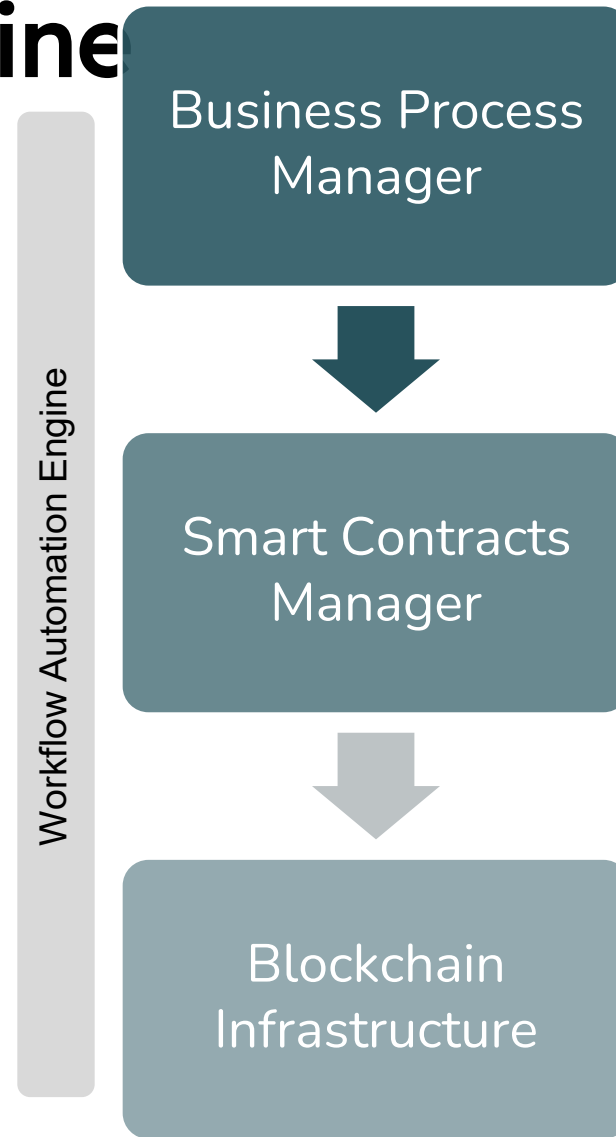 ine
Business Process
Manager
Workflow Automation Engine
Smart Contracts
Manager
Blockchain
Infrastructure